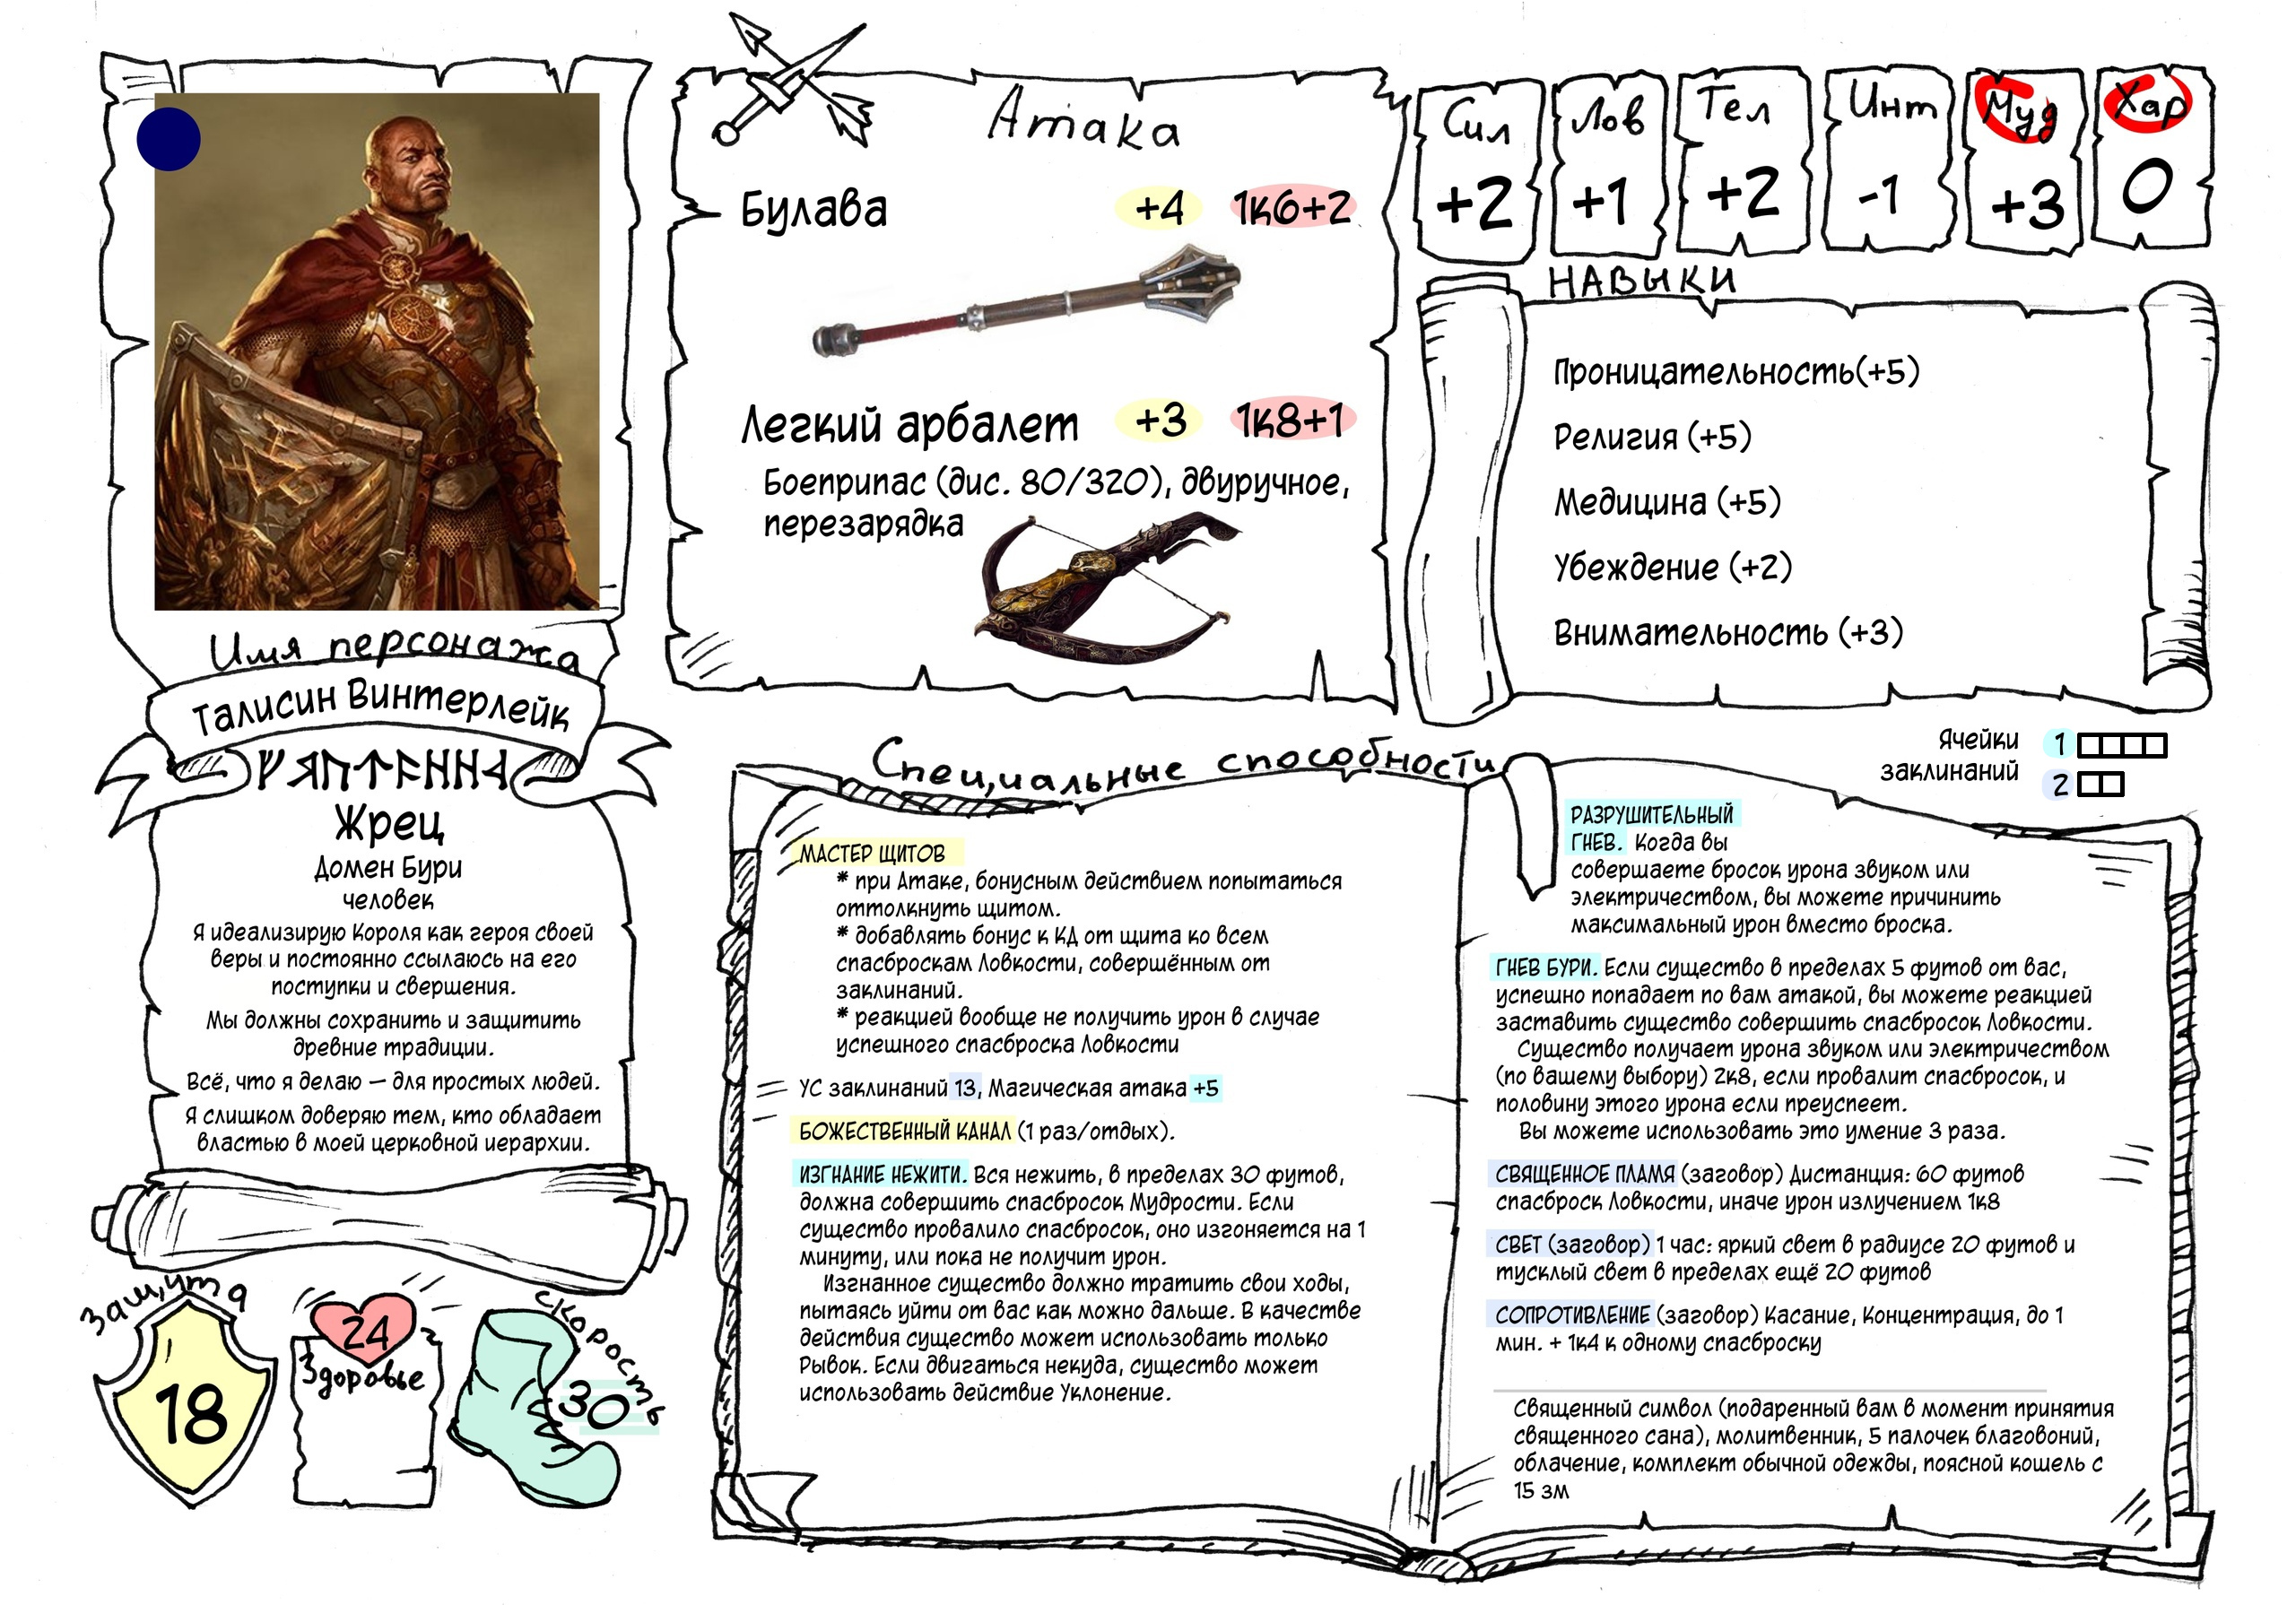 Имя персонажа
Талисин Винтерлейк
Жрец
Домен Бури
человек
Я идеализирую Короля как героя своей
веры и постоянно ссылаюсь на его
поступки и свершения.
Мы должны сохранить и защитить
древние традиции.
Всё, что я делаю — для простых людей.
Я слишком доверяю тем, кто обладает
властью в моей церковной иерархии.
Защита
18
24
Здоровье
скорость
30
Атака
Булава +4 1к6+2
Легкий арбалет +3 1к8+1
Боеприпас (дис. 80/320), двуручное,
перезарядка
Сил Лов Тел Инт Муд Хар
+2 +1 +2 -1 +3 0
НАВЫКИ
Проницательность(+5)
Религия (+5)
Медицина (+5)
Убеждение (+2)
Внимательность (+3)
Специальные способности
МАСТЕР ЩИТОВ
* при Атаке, бонусным действием попытаться
оттолкнуть щитом.
* добавлять бонус к КД от щита ко всем
спасброскам Ловкости, совершённым от
заклинаний.
* реакцией вообще не получить урон в случае
успешного спасброска Ловкости
УС заклинаний 13, Магическая атака +5
БОЖЕСТВЕННЫЙ КАНАЛ (1 раз/отдых).
ИЗГНАНИЕ НЕЖИТИ. Вся нежить, в пределах 30 футов,
должна совершить спасбросок Мудрости. Если
существо провалило спасбросок, оно изгоняется на 1
минуту, или пока не получит урон.
Изгнанное существо должно тратить свои ходы,
пытаясь уйти от вас как можно дальше. В качестве
действия существо может использовать только
Рывок. Если двигаться некуда, существо может
использовать действие Уклонение.
Ячейки 1
заклинаний 2
РАЗРУШИТЕЛЬНЫЙ
ГНЕВ. Когда вы
совершаете бросок урона звуком или
электричеством, вы можете причинить
максимальный урон вместо броска.
ГНЕВ БУРИ. Если существо в пределах 5 футов от вас,
успешно попадает по вам атакой, вы можете реакцией
заставить существо совершить спасбросок Ловкости.
Существо получает урона звуком или электричеством
(по вашему выбору) 2к8, если провалит спасбросок, и
половину этого урона если преуспеет.
Вы можете использовать это умение 3 раза.
СВЯЩЕННОЕ ПЛАМЯ (заговор) Дистанция: 60 футов
спасброск Ловкости, иначе урон излучением 1к8
СВЕТ (заговор) 1 час: яркий свет в радиусе 20 футов и
тусклый свет в пределах ещё 20 футов
СОПРОТИВЛЕНИЕ (заговор) Касание, Концентрация, до 1
мин. + 1к4 к одному спасброску
Священный символ (подаренный вам в момент принятия
священного сана), молитвенник, 5 палочек благовоний,
облачение, комплект обычной одежды, поясной кошель с
15 зм